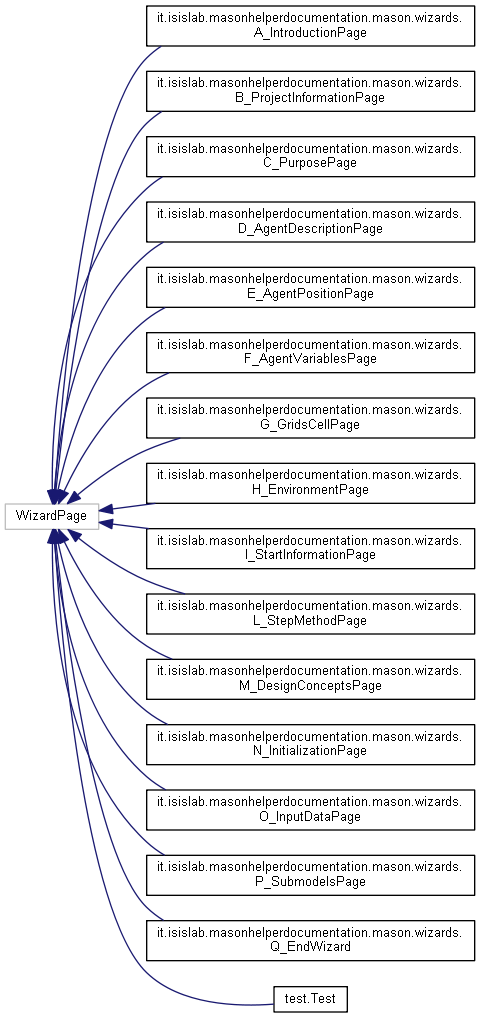 it.isislab.masonhelperdocumentation.mason.wizards.
A_IntroductionPage
it.isislab.masonhelperdocumentation.mason.wizards.
B_ProjectInformationPage
it.isislab.masonhelperdocumentation.mason.wizards.
C_PurposePage
it.isislab.masonhelperdocumentation.mason.wizards.
D_AgentDescriptionPage
it.isislab.masonhelperdocumentation.mason.wizards.
E_AgentPositionPage
it.isislab.masonhelperdocumentation.mason.wizards.
F_AgentVariablesPage
it.isislab.masonhelperdocumentation.mason.wizards.
G_GridsCellPage
it.isislab.masonhelperdocumentation.mason.wizards.
H_EnvironmentPage
WizardPage
it.isislab.masonhelperdocumentation.mason.wizards.
I_StartInformationPage
it.isislab.masonhelperdocumentation.mason.wizards.
L_StepMethodPage
it.isislab.masonhelperdocumentation.mason.wizards.
M_DesignConceptsPage
it.isislab.masonhelperdocumentation.mason.wizards.
N_InitializationPage
it.isislab.masonhelperdocumentation.mason.wizards.
O_InputDataPage
it.isislab.masonhelperdocumentation.mason.wizards.
P_SubmodelsPage
it.isislab.masonhelperdocumentation.mason.wizards.
Q_EndWizard
test.Test